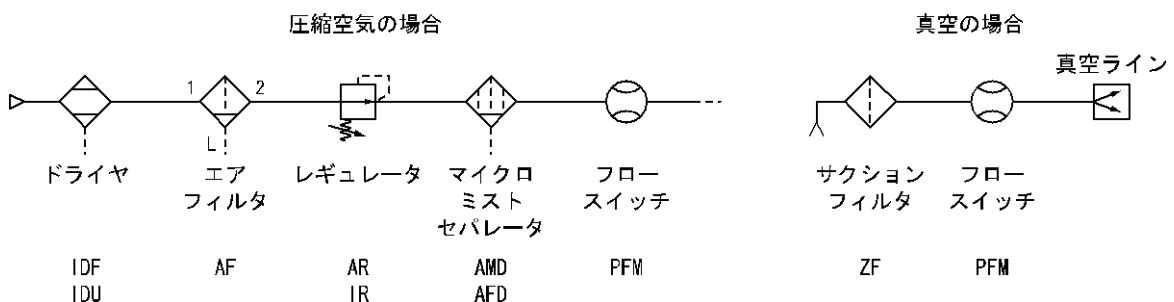 圧縮空気の場合
真空の場合
真空ライン
1
2
L
ドライヤ
エア
フィルタ
レギュレータ
マイクロ
ミスト
セパレータ
フロー
スイッチ
サクション
フィルタ
フロー
スイッチ
IDF
IDU
AF
AR
IR
AMD
AFD
PFM
ZF
PFM